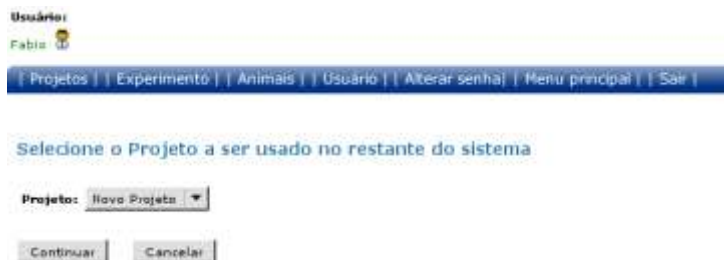 Usuário:
Fabio
| Projetos | | Experimento | | Animais | | Usuário | | Alterar senha| | Menu principal | | Sair |
Selecione o Projeto a ser usado no restante do sistema
Projeto: Novo Projeto
Continuar Cancelar